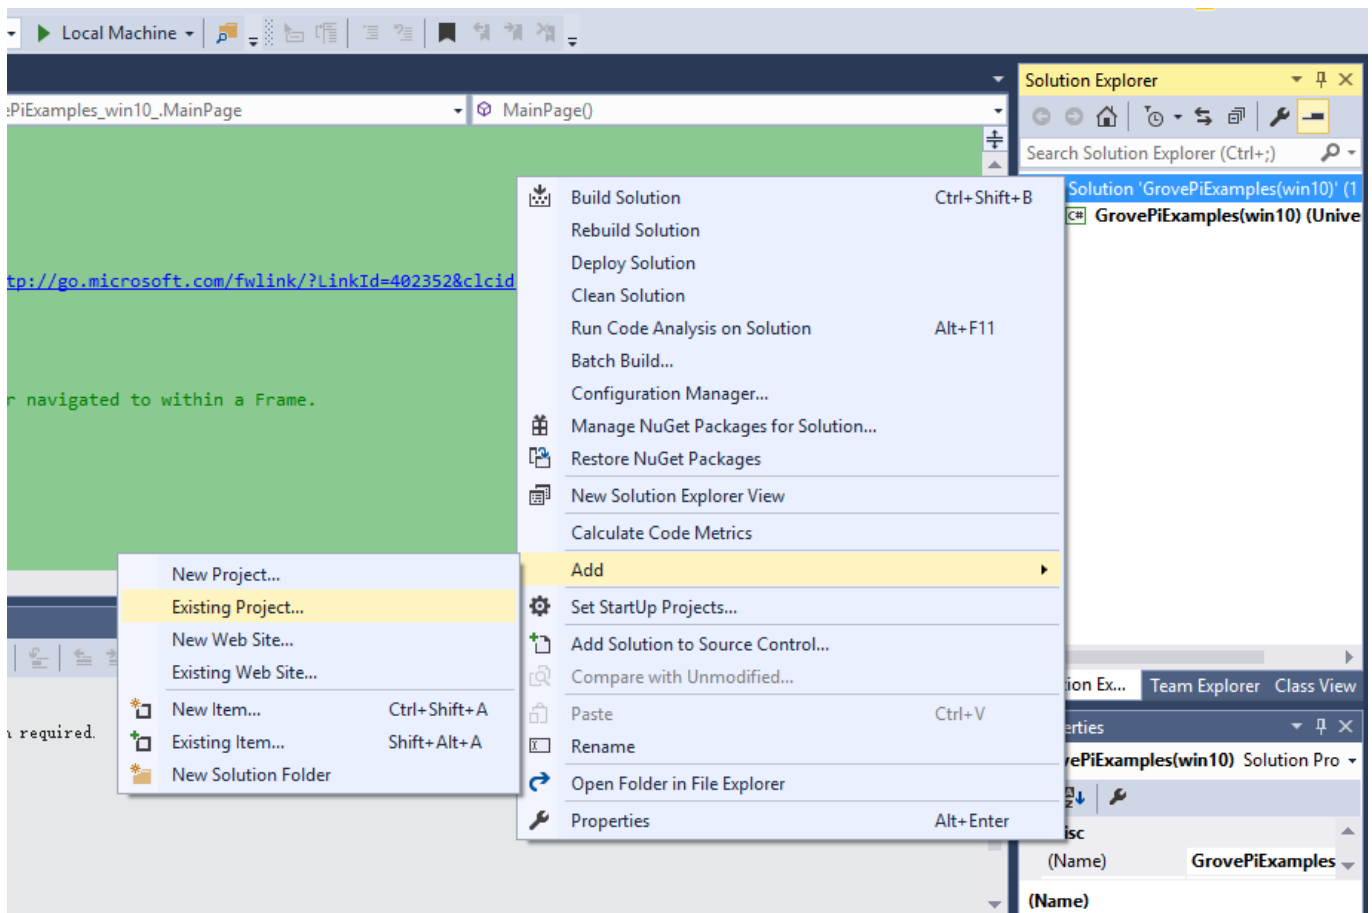 Local Machine
Solution Explorer
ePiExamples_win10_.MainPage
MainPage()
Search Solution Explorer (Ctrl+;)
Solution 'GrovePiExamples(win10)' (1
C# GrovePiExamples(win10) (Unive
tp://go.microsoft.com/fwlink/?LinkId=402352&clcid
r navigated to within a Frame.
Build Solution Ctrl+Shift+B
Rebuild Solution
Deploy Solution
Clean Solution
Run Code Analysis on Solution Alt+F11
Batch Build...
Configuration Manager...
Manage NuGet Packages for Solution...
Restore NuGet Packages
New Solution Explorer View
Calculate Code Metrics
Add
Set StartUp Projects...
Add Solution to Source Control...
Compare with Unmodified...
Paste Ctrl+V
Rename
Open Folder in File Explorer
Properties Alt+Enter
New Project...
Existing Project...
New Web Site...
Existing Web Site...
New Item... Ctrl+Shift+A
Existing Item... Shift+Alt+A
New Solution Folder
required.
ion Ex... Team Explorer Class View
erties
vePiExamples(win10) Solution Pro
isc
(Name) GrovePiExamples
(Name)